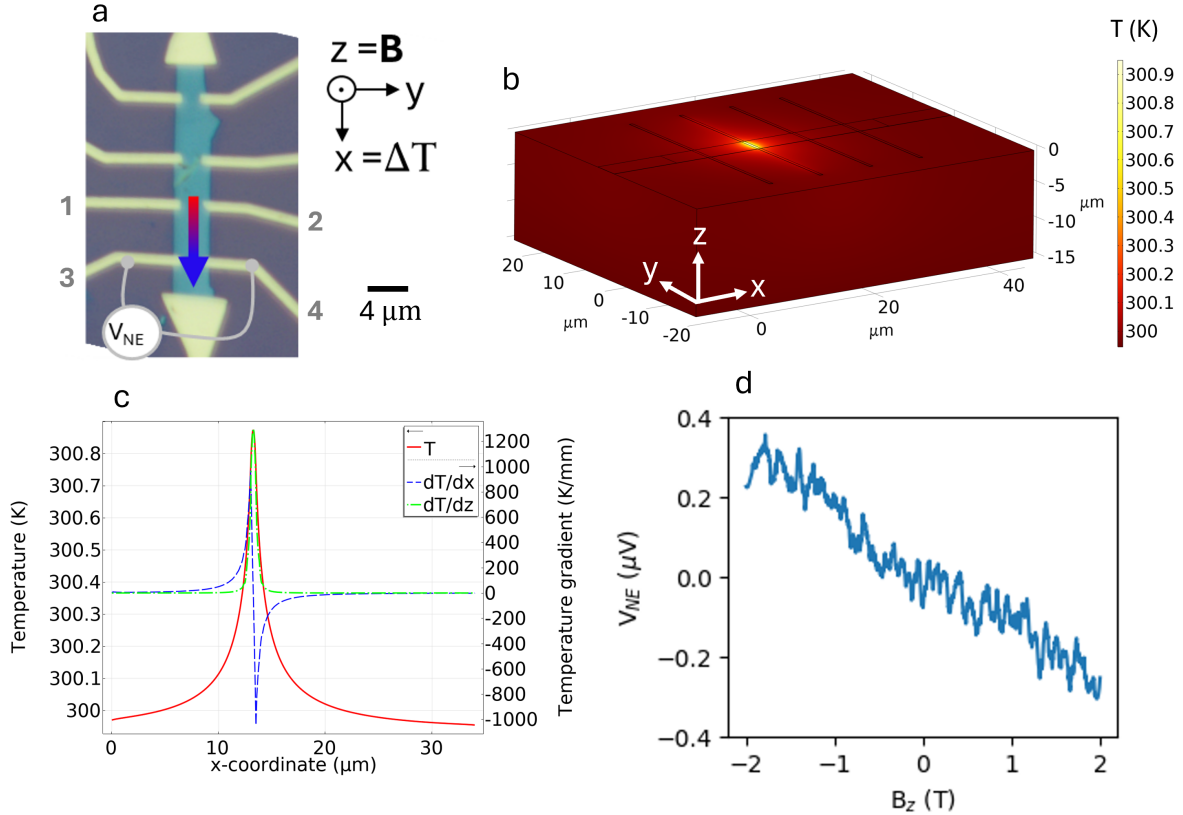 a
z =B
y
x =ΔT
1
2
3
4
V_NE
4 μm
b
T (K)
300.9
300.8
300.7
300.6
300.5
300.4
300.3
300.2
300.1
300
0
-5
-10
-15
μm
20
10
0
-10
-20
μm
0
20
40
μm
z
y
x
c
Temperature (K)
300.8
300.7
300.6
300.5
300.4
300.3
300.2
300.1
300
0
10
20
30
x-coordinate (μm)
T
dT/dx
dT/dz
1200
1000
800
600
400
200
0
-200
-400
-600
-800
-1000
Temperature gradient (K/mm)
d
V_NE (μV)
0.4
0.2
0.0
−0.2
−0.4
−2
−1
0
1
2
B_z (T)